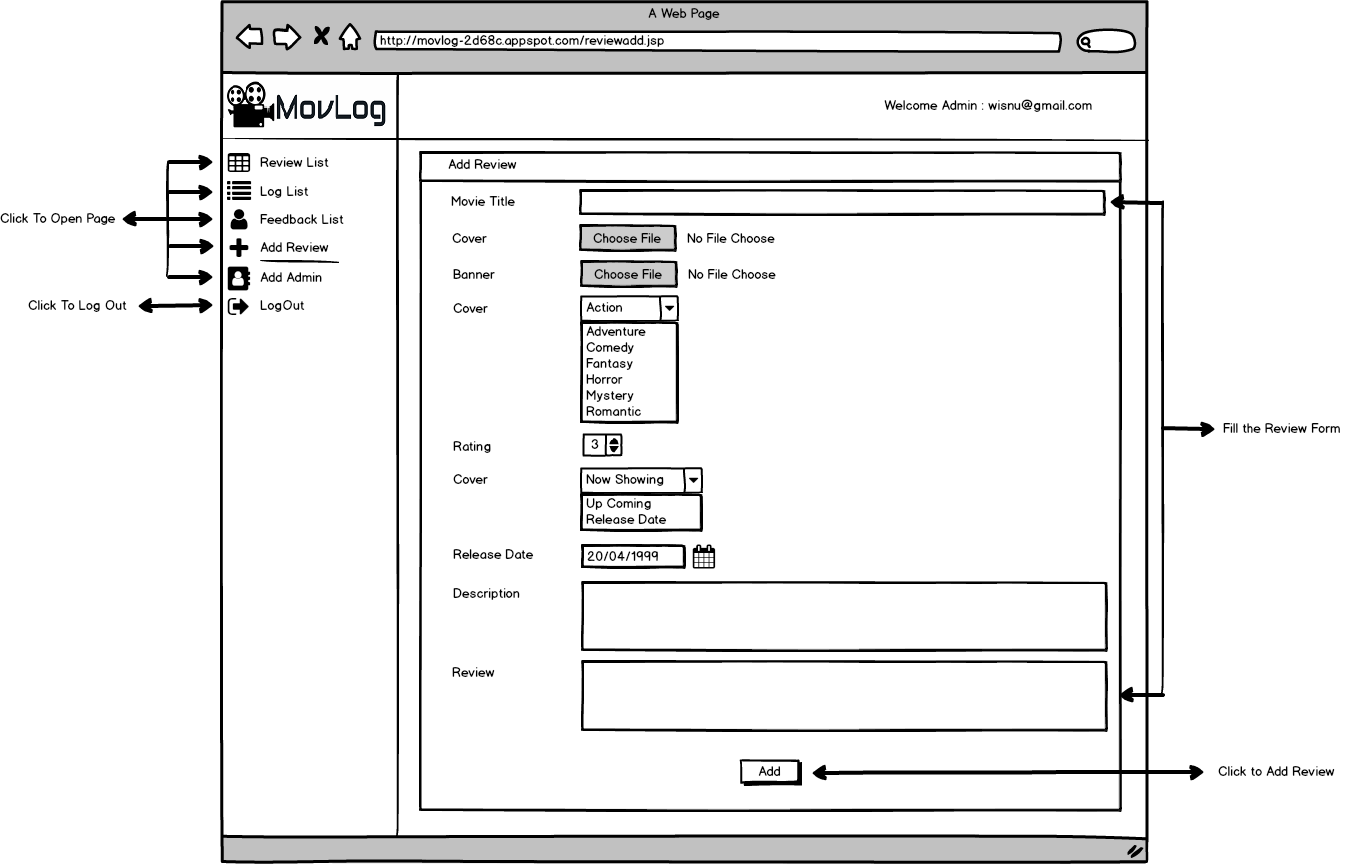 A Web Page
http://movlog-2d68c.appspot.com/reviewadd.jsp
MovLog
Welcome Admin : wisnu@gmail.com
Review List
Log List
Feedback List
Add Review
Add Admin
LogOut
Click To Open Page
Click To Log Out
Add Review
Movie Title
Cover
Choose File
No File Choose
Banner
Choose File
No File Choose
Cover
Action
Adventure
Comedy
Fantasy
Horror
Mystery
Romantic
Rating
3
Cover
Now Showing
Up Coming
Release Date
Release Date
20/04/1999
Description
Review
Add
Fill the Review Form
Click to Add Review